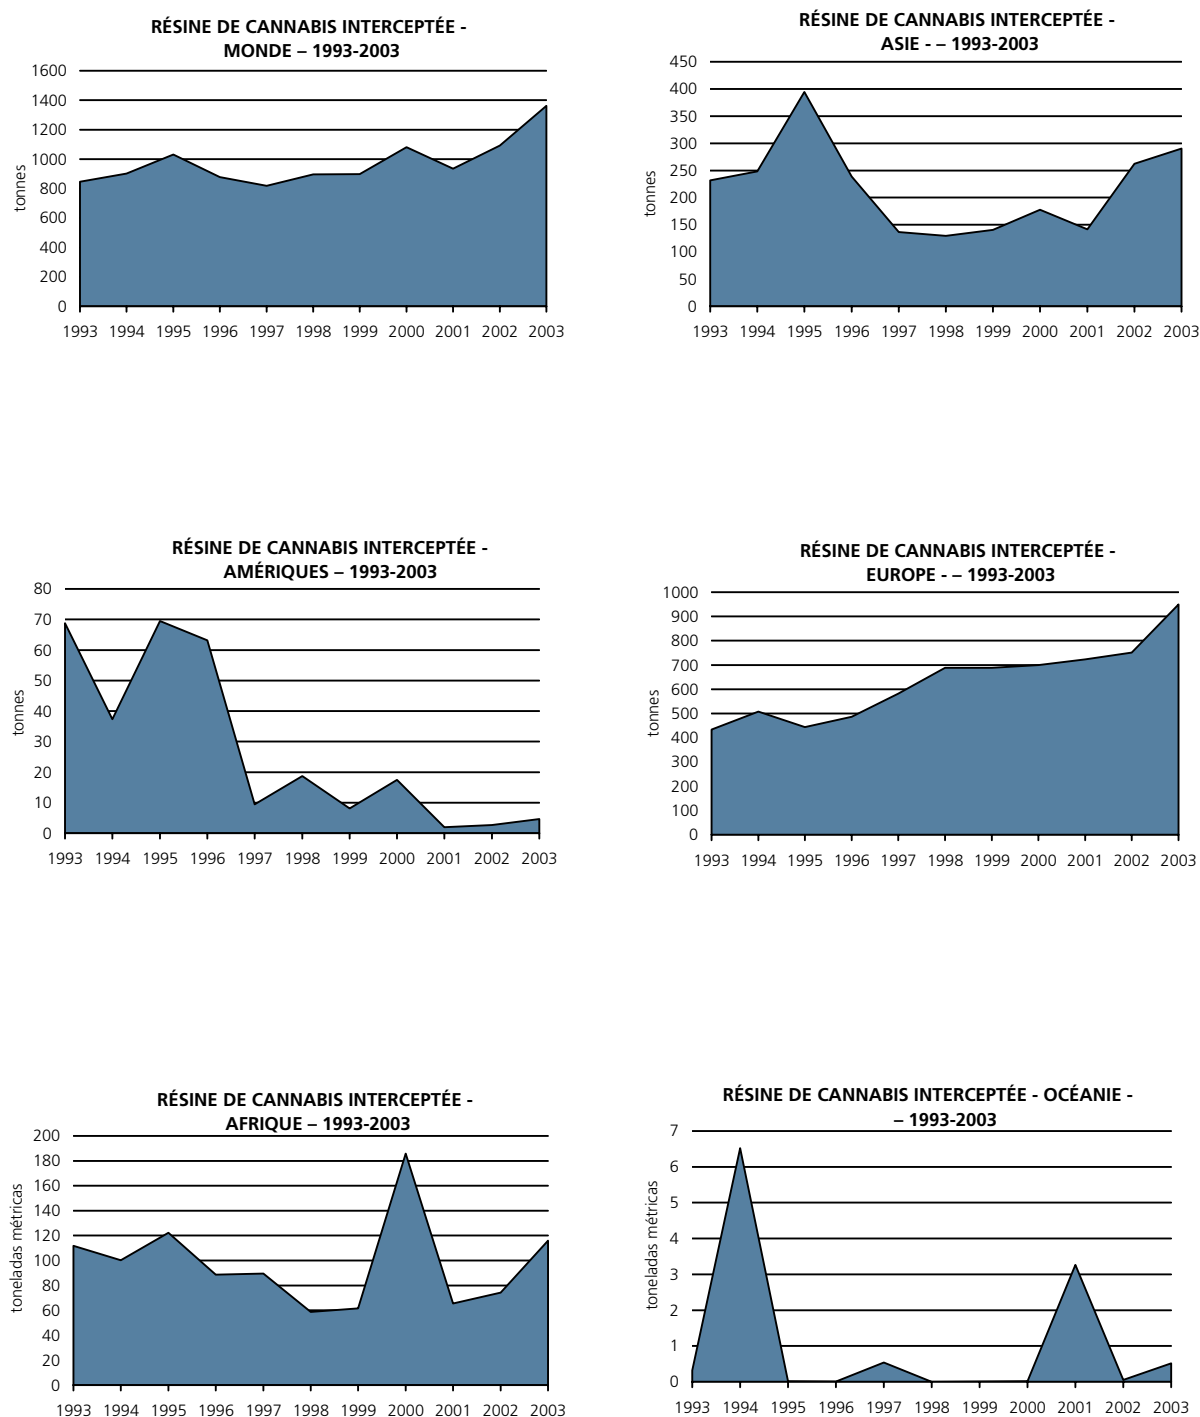 RÉSINE DE CANNABIS INTERCEPTÉE -
MONDE – 1993-2003
1600
1400
1200
1000
800
600
400
200
0
tonnes
1993 1994 1995 1996 1997 1998 1999 2000 2001 2002 2003
RÉSINE DE CANNABIS INTERCEPTÉE -
ASIE - – 1993-2003
450
400
350
300
250
200
150
100
50
0
tonnes
1993 1994 1995 1996 1997 1998 1999 2000 2001 2002 2003
RÉSINE DE CANNABIS INTERCEPTÉE -
AMÉRIQUES – 1993-2003
80
70
60
50
40
30
20
10
0
tonnes
1993 1994 1995 1996 1997 1998 1999 2000 2001 2002 2003
RÉSINE DE CANNABIS INTERCEPTÉE -
EUROPE - – 1993-2003
1000
900
800
700
600
500
400
300
200
100
0
tonnes
1993 1994 1995 1996 1997 1998 1999 2000 2001 2002 2003
RÉSINE DE CANNABIS INTERCEPTÉE -
AFRIQUE – 1993-2003
200
180
160
140
120
100
80
60
40
20
0
toneladas métricas
1993 1994 1995 1996 1997 1998 1999 2000 2001 2002 2003
RÉSINE DE CANNABIS INTERCEPTÉE - OCÉANIE -
– 1993-2003
7
6
5
4
3
2
1
0
toneladas métricas
1993 1994 1995 1996 1997 1998 1999 2000 2001 2002 2003